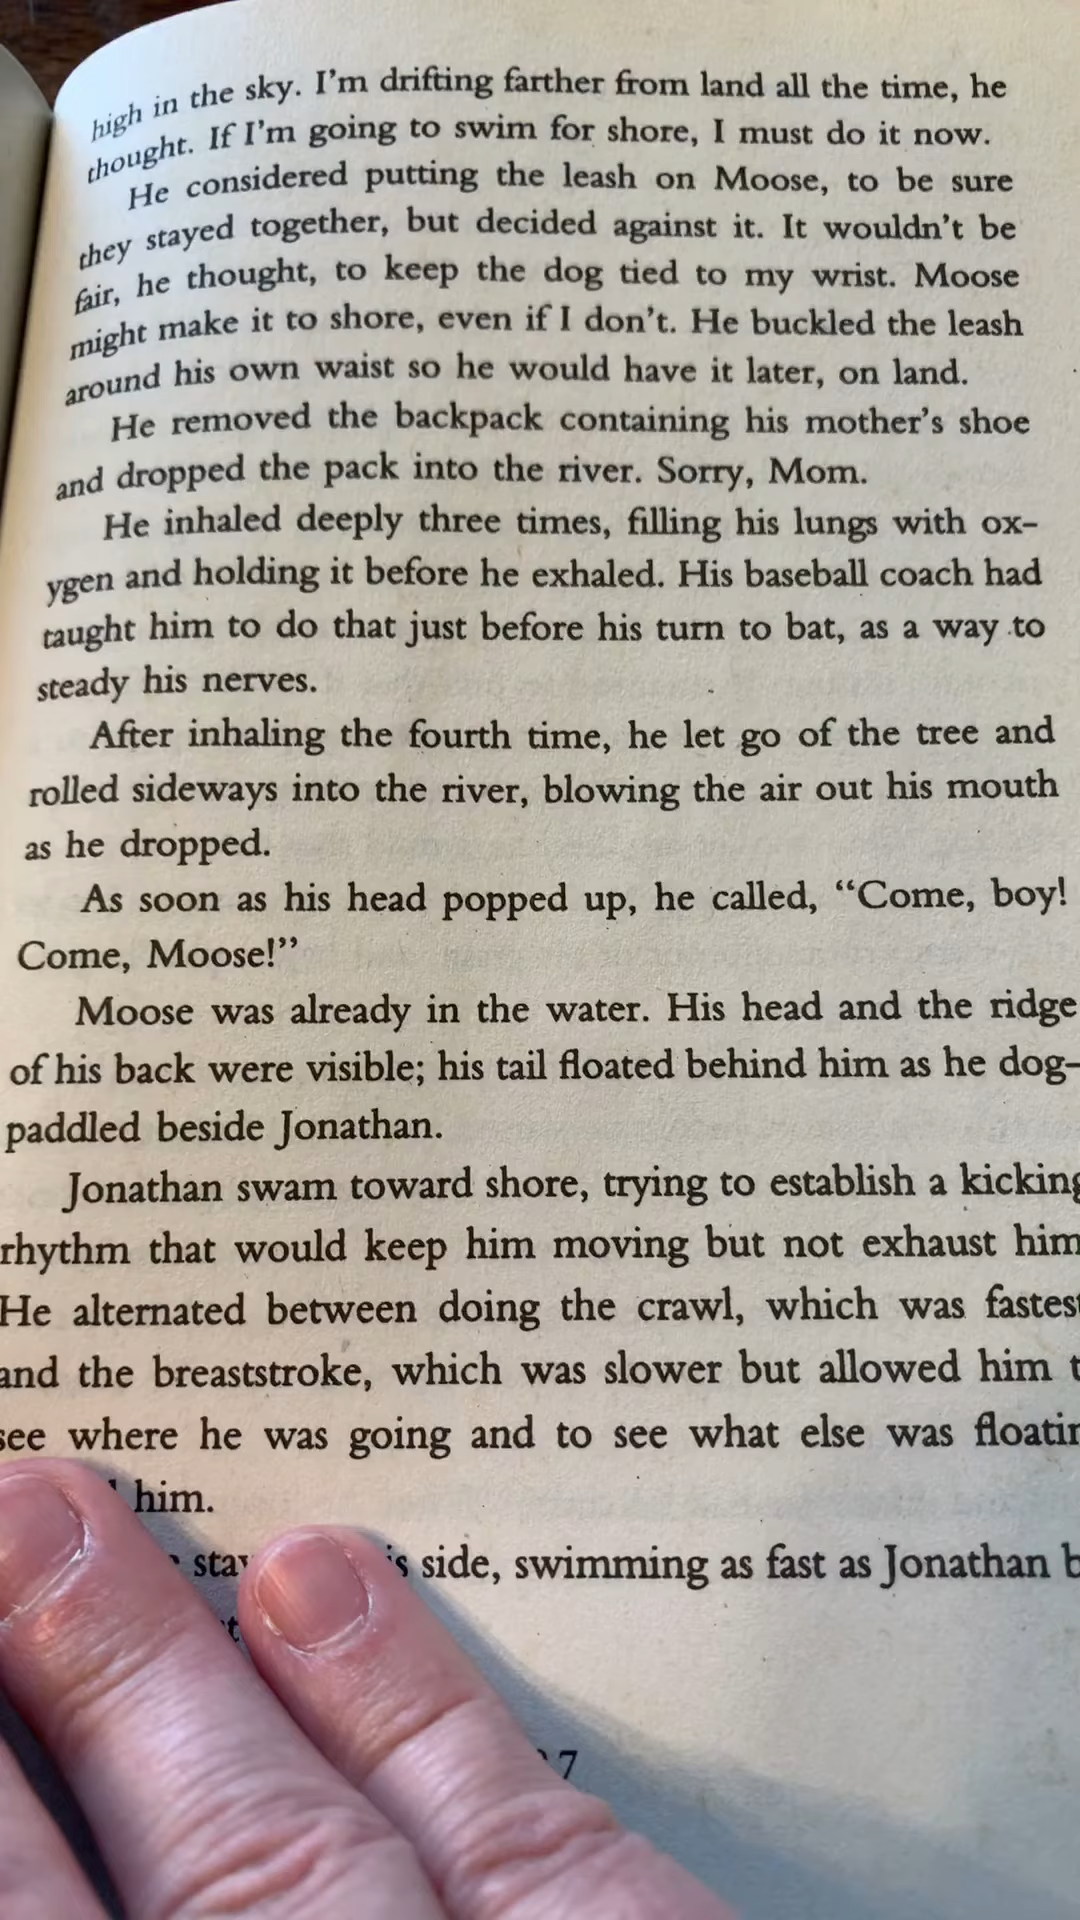 high in the sky. I'm drifting farther from land all the time, he
thought. If I'm going to swim for shore, I must do it now.
He considered putting the leash on Moose, to be sure
they stayed together, but decided against it. It wouldn't be
fair, he thought, to keep the dog tied to my wrist. Moose
might make it to shore, even if I don't. He buckled the leash
around his own waist so he would have it later, on land.
He removed the backpack containing his mother's shoe
and dropped the pack into the river. Sorry, Mom.
He inhaled deeply three times, filling his lungs with ox-
ygen and holding it before he exhaled. His baseball coach had
taught him to do that just before his turn to bat, as a way to
steady his nerves.
After inhaling the fourth time, he let go of the tree and
rolled sideways into the river, blowing the air out his mouth
as he dropped.
As soon as his head popped up, he called, “Come, boy!
Come, Moose!”
Moose was already in the water. His head and the ridge
of his back were visible; his tail floated behind him as he dog-
paddled beside Jonathan.
Jonathan swam toward shore, trying to establish a kicking
rhythm that would keep him moving but not exhaust him
He alternated between doing the crawl, which was fastest
and the breaststroke, which was slower but allowed him
see where he was going and to see what else was
him.
side, swimming as fast as Jonathan